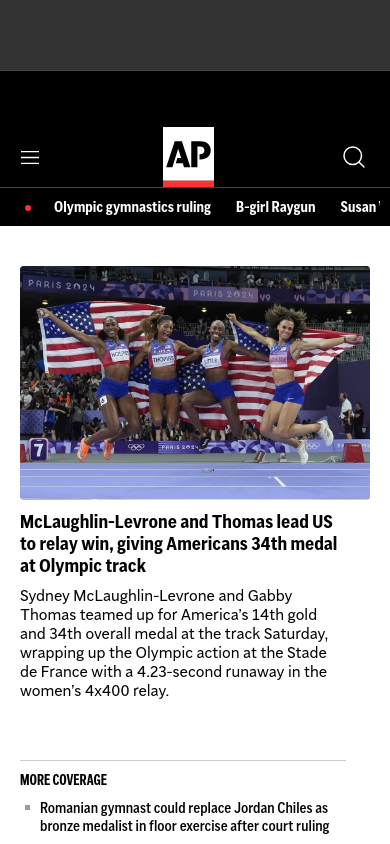 AP
Olympic gymnastics ruling B-girl Raygun Susan
PARIS 2024
PARIS 2024
THOMAS
LITTLE
7
PARIS 2024
McLaughlin-Levrone and Thomas lead US
to relay win, giving Americans 34th medal
at Olympic track
Sydney McLaughlin-Levrone and Gabby
Thomas teamed up for America’s 14th gold
and 34th overall medal at the track Saturday,
wrapping up the Olympic action at the Stade
de France with a 4.23-second runaway in the
women’s 4x400 relay.
MORE COVERAGE
Romanian gymnast could replace Jordan Chiles as
bronze medalist in floor exercise after court ruling